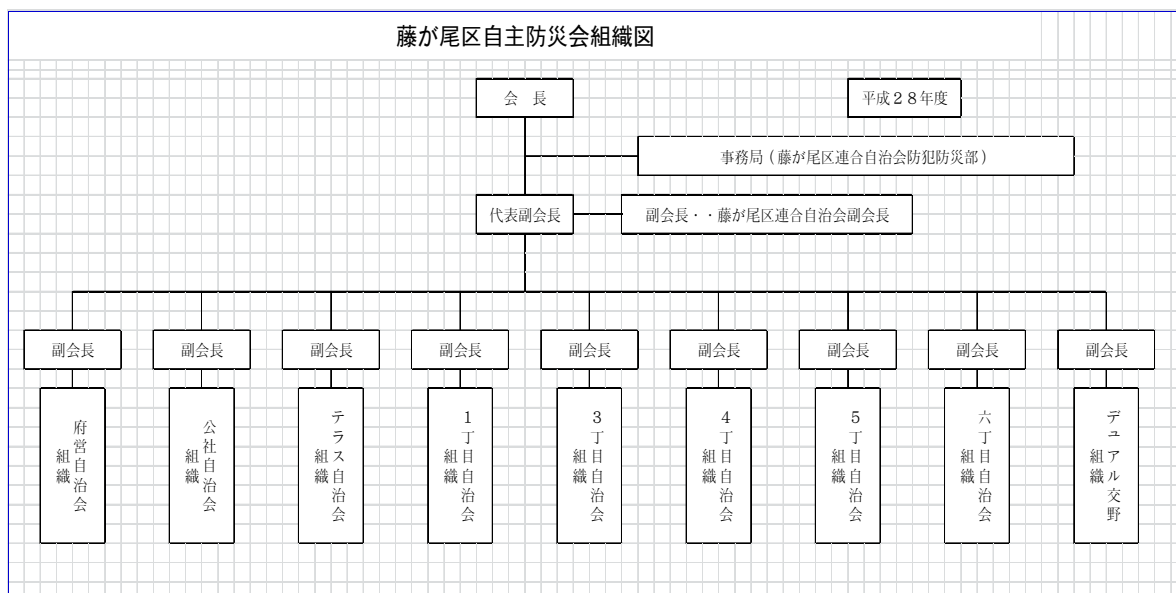 藤が尾区自主防災会組織図
会　長
平成２８年度
事務局（藤が尾区連合自治会防犯防災部）
代表副会長
副会長・・藤が尾区連合自治会副会長
副会長
副会長
副会長
副会長
副会長
副会長
副会長
副会長
副会長
府営自治会
組織
公社自治会
組織
テラス自治会
組織
１丁目自治会
組織
３丁目自治会
組織
４丁目自治会
組織
５丁目自治会
組織
六丁目自治会
組織
デュアル交野
組織